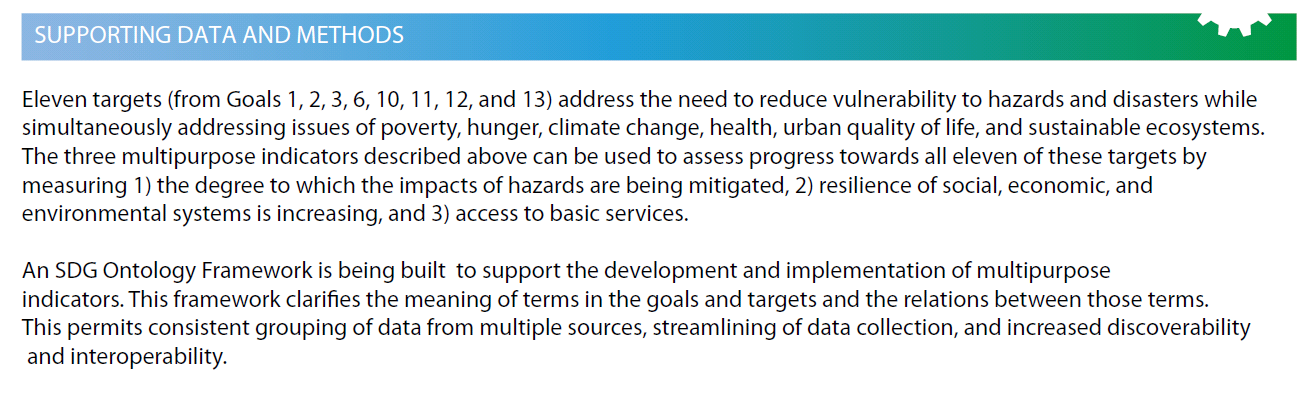 SUPPORTING DATA AND METHODS
Eleven targets (from Goals 1, 2, 3, 6, 10, 11, 12, and 13) address the need to reduce vulnerability to hazards and disasters while
simultaneously addressing issues of poverty, hunger, climate change, health, urban quality of life, and sustainable ecosystems.
The three multipurpose indicators described above can be used to assess progress towards all eleven of these targets by
measuring 1) the degree to which the impacts of hazards are being mitigated, 2) resilience of social, economic, and
environmental systems is increasing, and 3) access to basic services.
An SDG Ontology Framework is being built  to support the development and implementation of multipurpose
indicators. This framework clarifies the meaning of terms in the goals and targets and the relations between those terms.
This permits consistent grouping of data from multiple sources, streamlining of data collection, and increased discoverability
and interoperability.